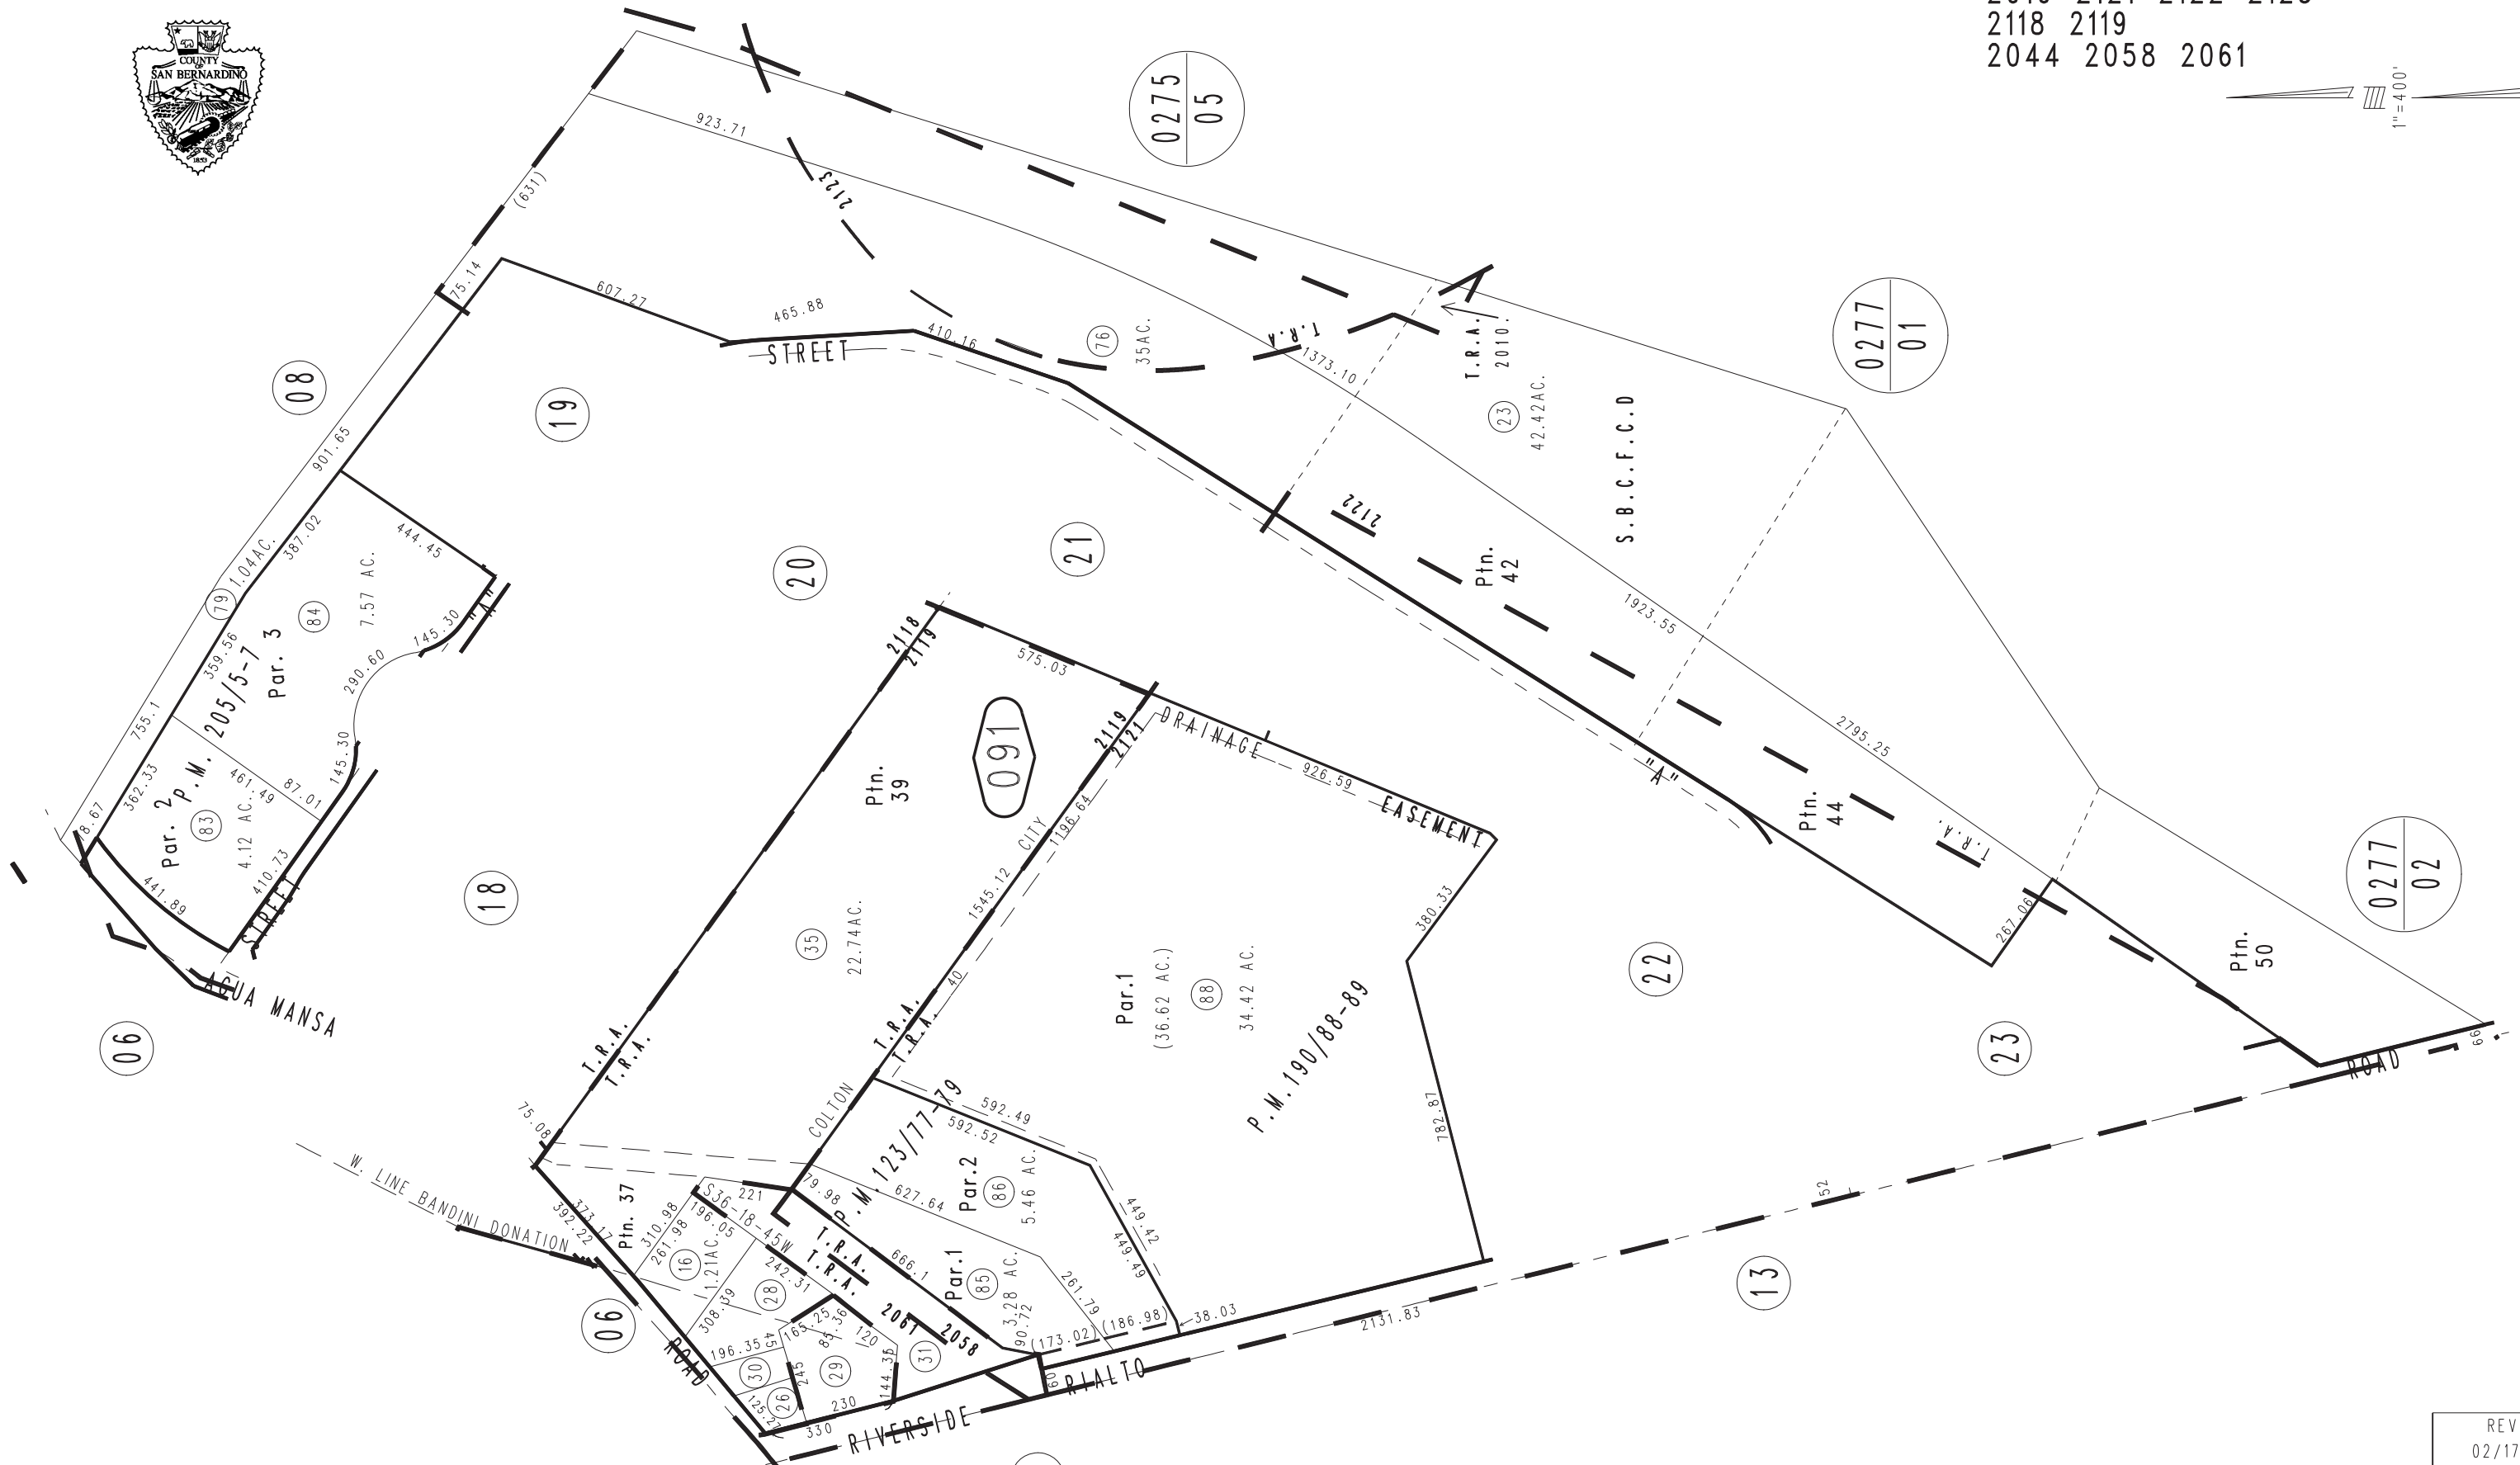 2118 2119
2044 2058 2061
1"=400'
COUNTY
OF
SAN BERNARDINO
1853
0275
05
923.71
2123
(631)
75.14
607.27
465.88
STREET
410.16
76
35AC.
T.R.A
1373.10
T.R.A.
2010.
23
42.42AC.
S.B.C.F.C.D
0277
01
08
19
901.65
387.02
444.45
79
1.04AC.
84
7.57 AC.
359.56
Par. 3
P.M. 205/5-7
755.1
145.30
"A"
290.60
145.30
362.33
78.67
Par. 2
83
4.12 AC.
461.49
87.01
410.73
441.89
STREET
AGUA MANSA
06
18
20
21
2118
2119
575.03
091
2119
2121
DRAINAGE
926.59
EASEMENT
Ptn.
39
CITY
1196.64
1545.12
40
35
22.74AC.
T.R.A.
T.R.A.
T.R.A.
T.R.A.
COLTON
2122
Ptn.
42
1923.55
2795.25
"A"
Ptn.
44
T.R.A.
267.06
0277
02
Ptn.
50
380.33
22
23
Par.1
(36.62 AC.)
88
34.42 AC.
P.M.190/88-89
782.87
66
ROAD
52
13
75.08
W. LINE BANDINI DONATION
373.17
392.22
Ptn. 37
310.98
261.98
S36-18-45W
221
196.05
16
1.21AC.
242.31
28
308.39
79.98
P.M.123/77-79
592.49
592.52
627.64
Par.2
86
5.46 AC.
449.42
449.49
T.R.A.
T.R.A.
666.1
2061
2058
Par.1
85
3.28 AC.
90.72
261.79
(173.02)
(186.98)
38.03
2131.83
06
ROAD
196.35
45
165.25
85.36
120
30
245
29
31
144.35
26
125.27
230
330
60
RIVERSIDE
RIALTO
REV
02/17